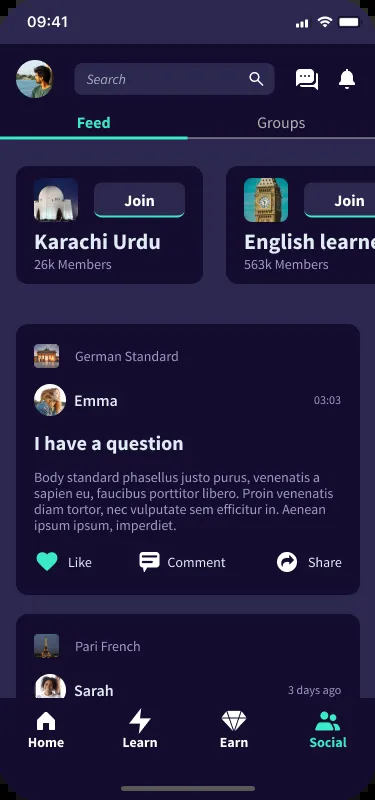 09:41
Search
Feed
Groups
Join
Karachi Urdu
26k Members
Join
English learne
563k Members
German Standard
Emma
03:03
I have a question
Body standard phasellus justo purus, venenatis a
sapien eu, faucibus porttitor libero. Proin venenatis
diam tortor, nec vulputate sem efficitur in. Aenean
ipsum ipsum, imperdiet.
Like
Comment
Share
Pari French
Sarah
3 days ago
Home
Learn
Earn
Social